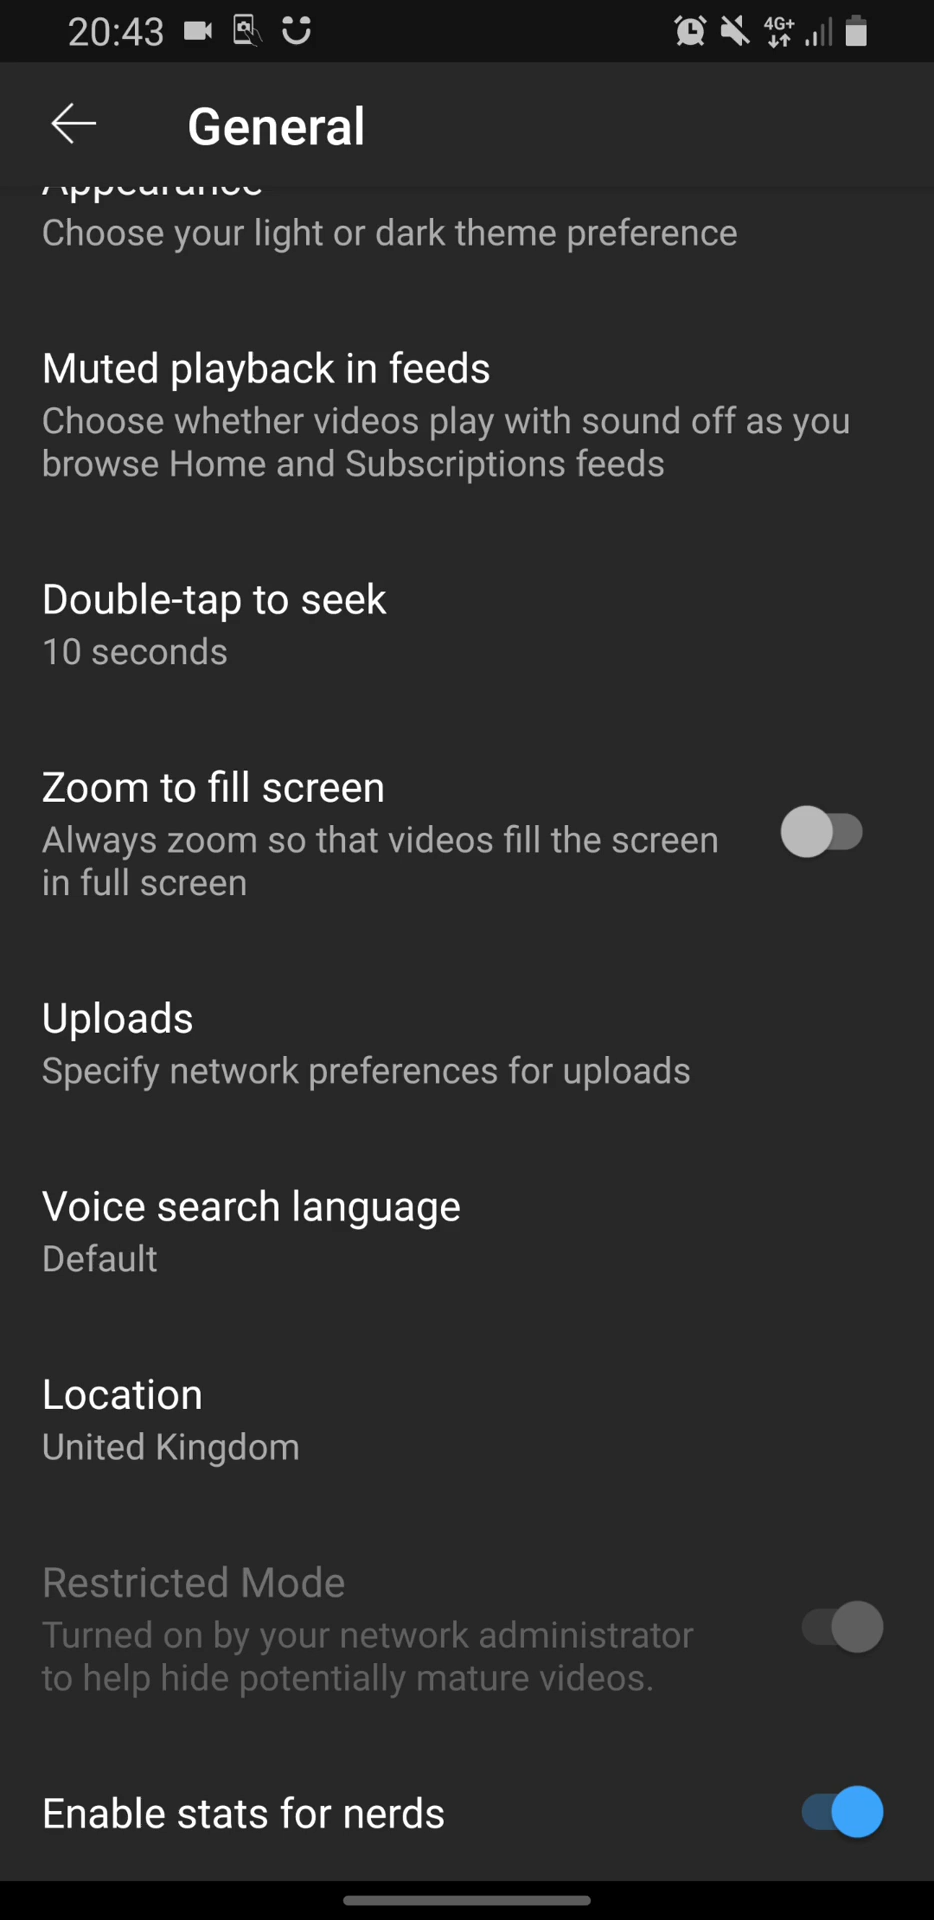 20:43
4G+
General
Appearance
Choose your light or dark theme preference
Muted playback in feeds
Choose whether videos play with sound off as you
browse Home and Subscriptions feeds
Double-tap to seek
10 seconds
Zoom to fill screen
Always zoom so that videos fill the screen
in full screen
Uploads
Specify network preferences for uploads
Voice search language
Default
Location
United Kingdom
Restricted Mode
Turned on by your network administrator
to help hide potentially mature videos.
Enable stats for nerds